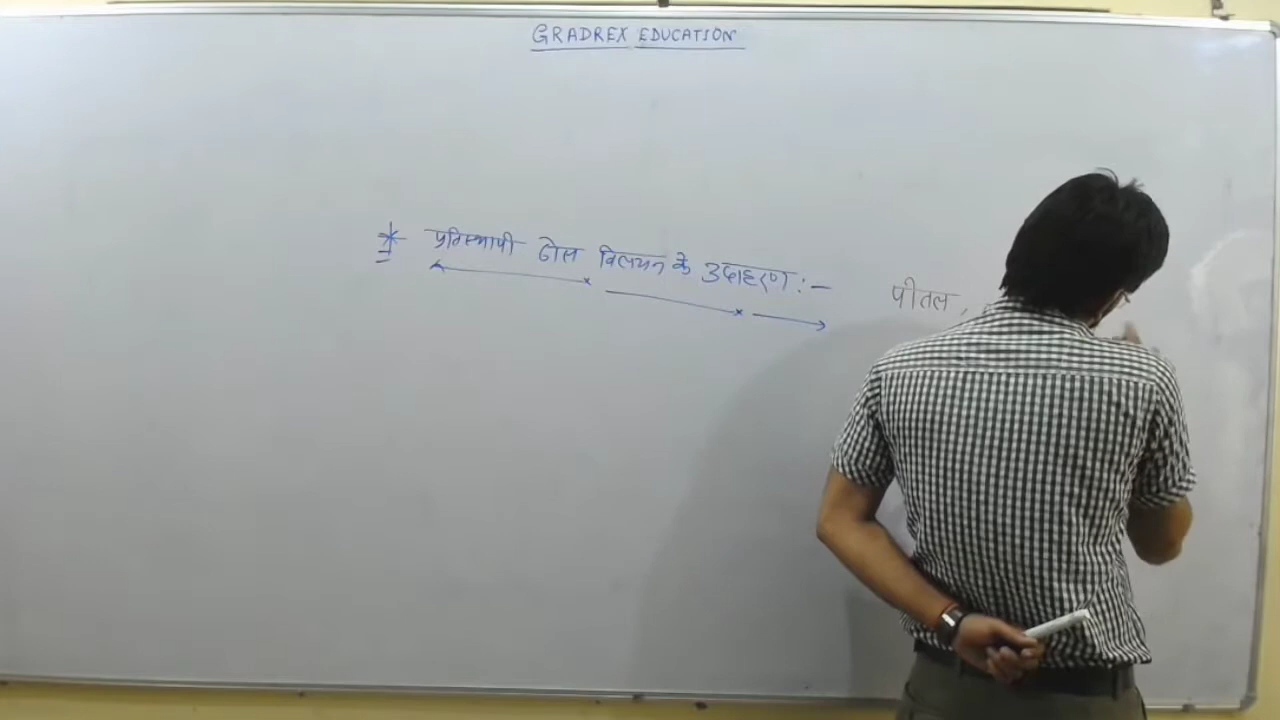 GRADREX EDUCATION
* प्रतिस्थापी ठोस विलयन के उदाहरण :- पीतल ,